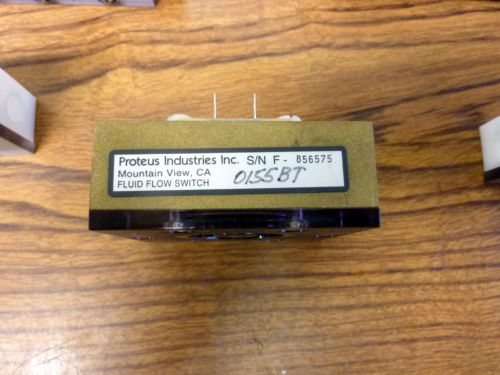 Proteus Industries Inc. S/N F - 856575
Mountain View, CA
FLUID FLOW SWITCH 0155BT